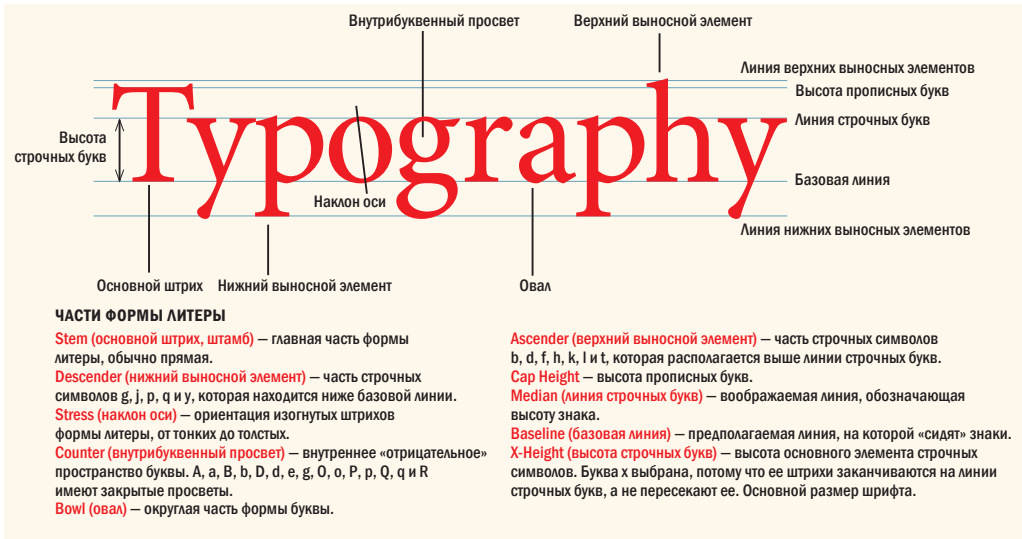 Внутрибуквенный просвет
Верхний выносной элемент
Линия верхних выносных элементов
Высота прописных букв
Typography
Линия строчных букв
Высота
строчных букв
Базовая линия
Наклон оси
Линия нижних выносных элементов
Основной штрих
Нижний выносной элемент
Овал
ЧАСТИ ФОРМЫ ЛИТЕРЫ
Stem (основной штрих, штамб) — главная часть формы
литеры, обычно прямая.
Descender (нижний выносной элемент) — часть строчных
символов g, j, p, q и y, которая находится ниже базовой линии.
Stress (наклон оси) — ориентация изогнутых штрихов
формы литеры, от тонких до толстых.
Counter (внутрибуквенный просвет) — внутреннее «отрицательное»
пространство буквы. A, a, B, b, D, d, e, g, O, o, P, p, Q, q и R
имеют закрытые просветы.
Bowl (овал) — округлая часть формы буквы.
Ascender (верхний выносной элемент) — часть строчных символов
b, d, f, h, k, l и t, которая располагается выше линии строчных букв.
Cap Height — высота прописных букв.
Median (линия строчных букв) — воображаемая линия, обозначающая
высоту знака.
Baseline (базовая линия) — предполагаемая линия, на которой «сидят» знаки.
X-Height (высота строчных букв) — высота основного элемента строчных
символов. Буква x выбрана, потому что ее штрихи заканчиваются на линии
строчных букв, а не пересекают ее. Основной размер шрифта.